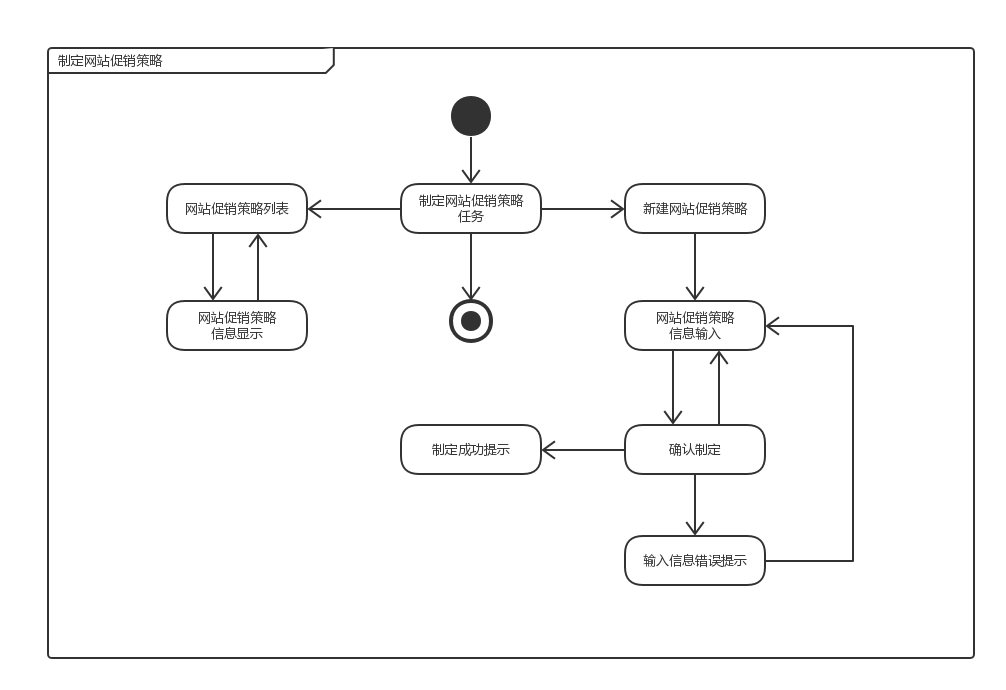 制定网站促销策略
网站促销策略列表
制定网站促销策略
任务
新建网站促销策略
网站促销策略
信息显示
网站促销策略
信息输入
制定成功提示
确认制定
输入信息错误提示